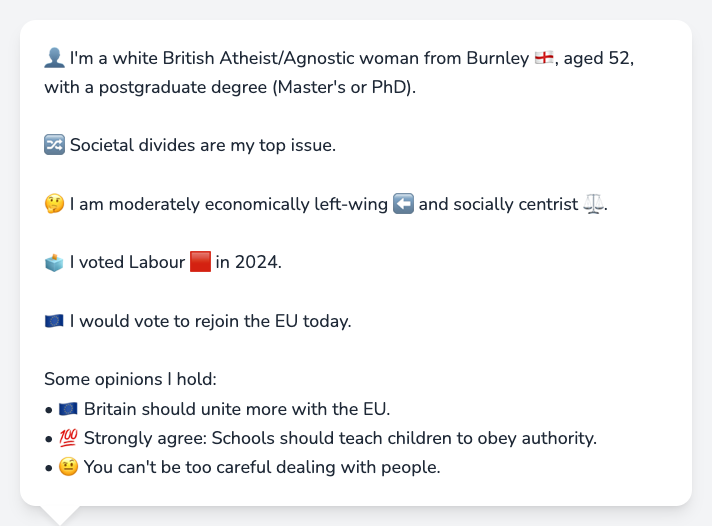 👤 I'm a white British Atheist/Agnostic woman from Burnley 🏴󠁧󠁢󠁥󠁮󠁧󠁿, aged 52,
with a postgraduate degree (Master's or PhD).
🔀 Societal divides are my top issue.
🤔 I am moderately economically left-wing ⬅️ and socially centrist ⚖️.
🗳️ I voted Labour 🟥 in 2024.
🇪🇺 I would vote to rejoin the EU today.
Some opinions I hold:
• 🇪🇺 Britain should unite more with the EU.
• 💯 Strongly agree: Schools should teach children to obey authority.
• 🤨 You can't be too careful dealing with people.